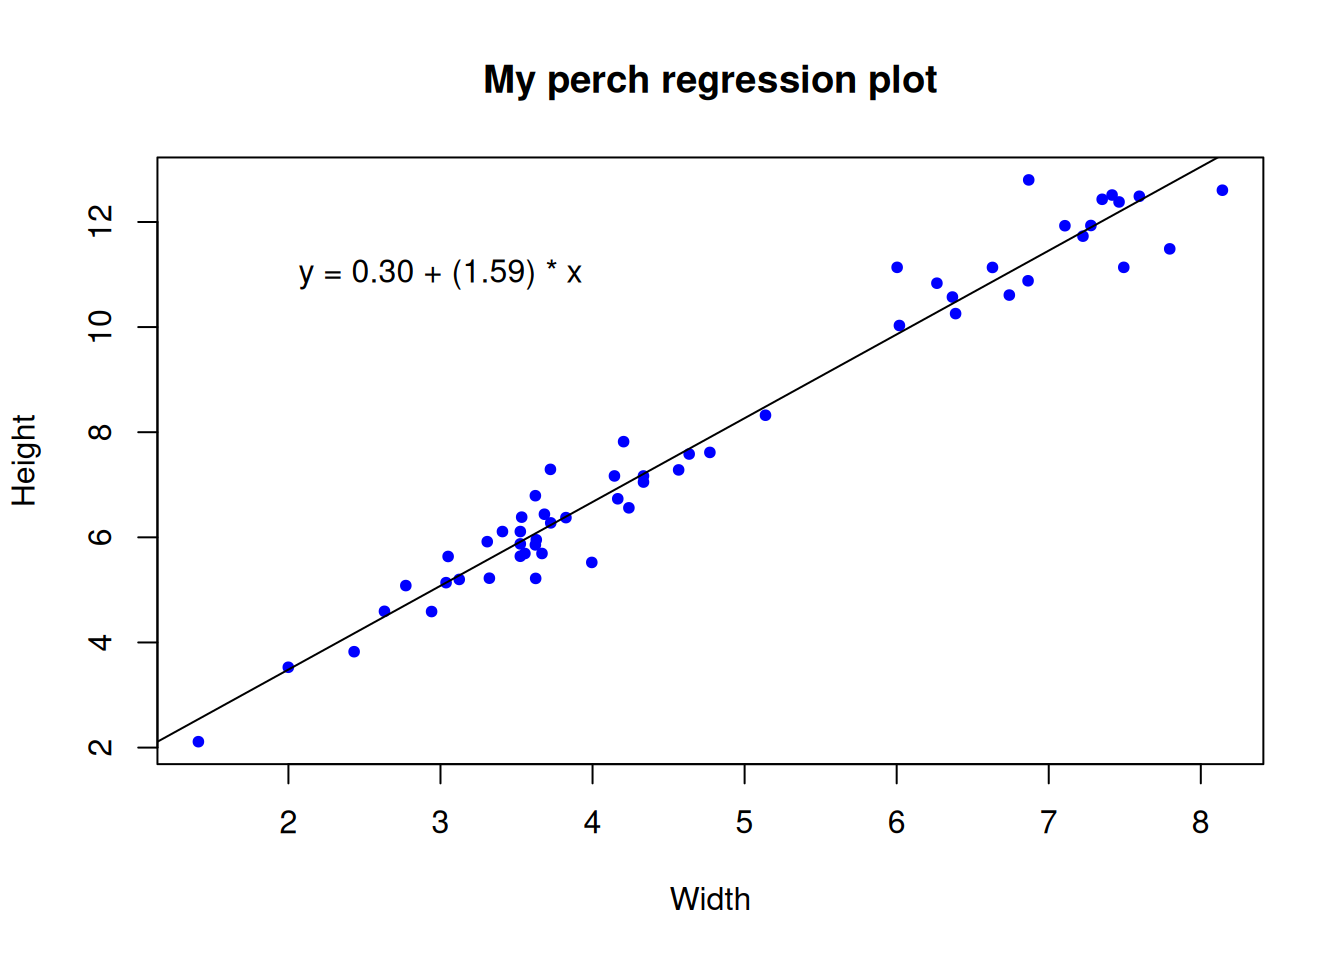 My perch regression plot
y = 0.30 + (1.59) * x
Height
12
10
8
6
4
2
2 3 4 5 6 7 8
Width